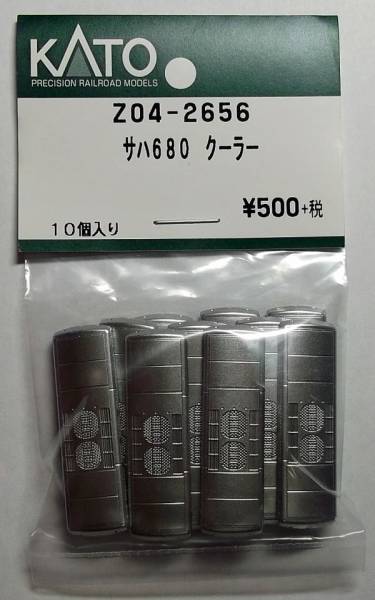 KATO
PRECISION RAILROAD MODELS
Z04-2656
サハ680 クーラー
¥500+税
10個入り